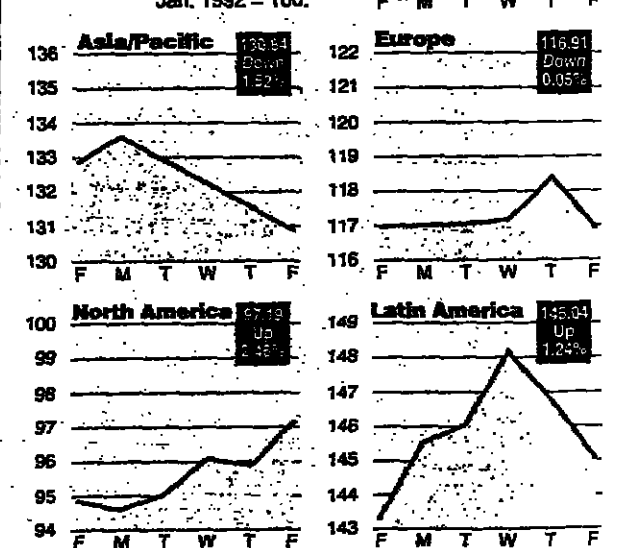 Jan. 1992 – 100.
F M T W T F
Asia/Pacific
130.84
Down
1.52%
136
135
134
133
132
131
130
F M T W T F
Europe
116.91
Down
0.05%
122
121
120
119
118
117
116
F M T W T F
North America
97.19
Up
2.48%
100
99
98
97
96
95
94
F M T W T F
Latin America
145.04
Up
1.24%
149
148
147
146
145
144
143
F M T W T F